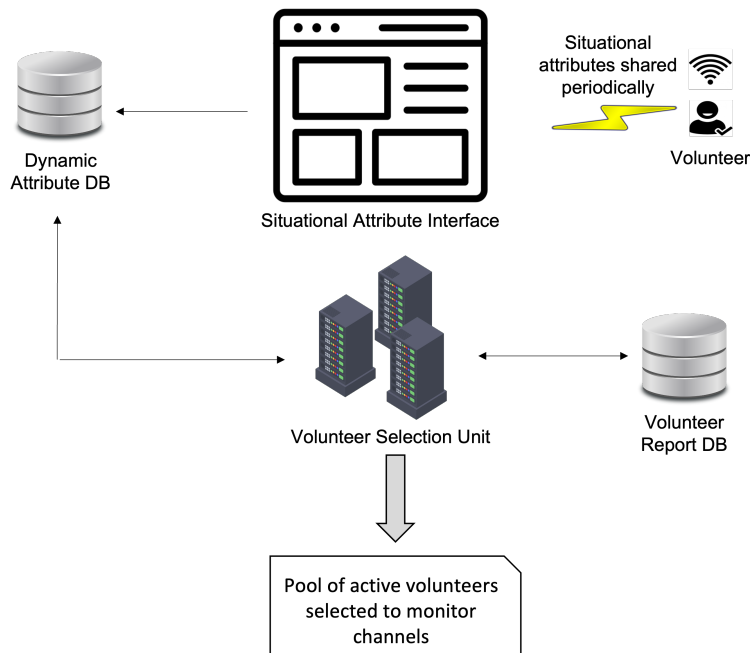 Situational
attributes shared
periodically
Volunteer
Dynamic
Attribute DB
Situational Attribute Interface
Volunteer Selection Unit
Volunteer
Report DB
Pool of active volunteers
selected to monitor
channels